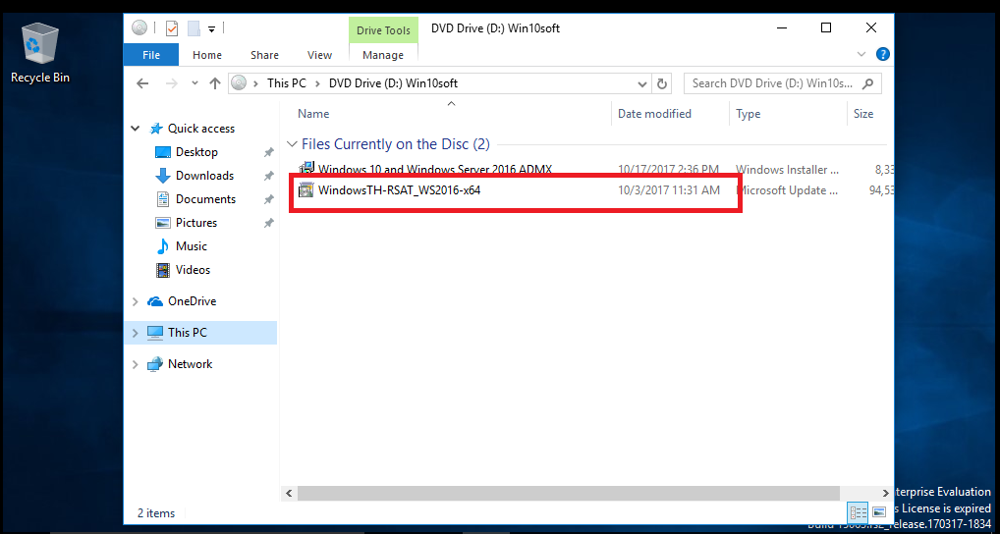 Recycle Bin
Drive Tools
DVD Drive (D:) Win10soft
File Home Share View Manage
This PC DVD Drive (D:) Win10soft
Search DVD Drive (D:) Win10s...
Name Date modified Type Size
Files Currently on the Disc (2)
Windows 10 and Windows Server 2016 ADMX 10/17/2017 2:36 PM Windows Installer ... 8,33
WindowsTH-RSAT_WS2016-x64 10/3/2017 11:31 AM Microsoft Update ... 94,53
Quick access
Desktop
Downloads
Documents
Pictures
Music
Videos
OneDrive
This PC
Network
2 items
terprise Evaluation
s License is expired
Build 15063.rs2_release.170317-1834